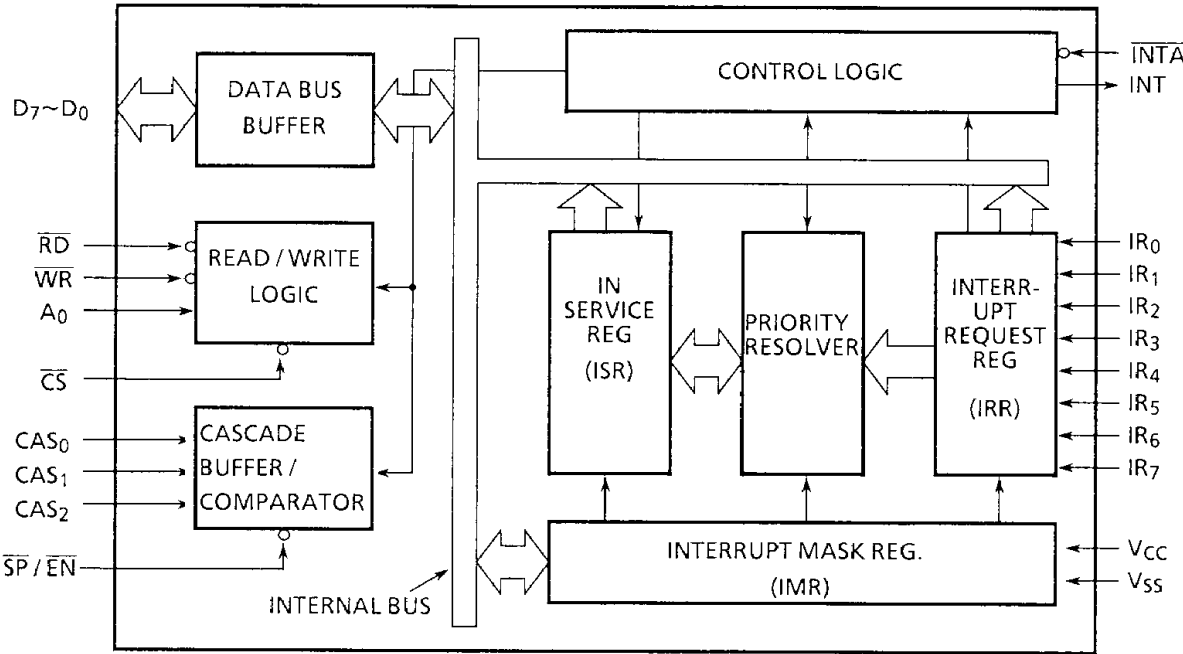 D7~D0
DATA BUS
BUFFER
CONTROL LOGIC
INTA
INT
RD
WR
A0
CS
READ / WRITE
LOGIC
CAS0
CAS1
CAS2
SP / EN
CASCADE
BUFFER /
COMPARATOR
INTERNAL BUS
IN
SERVICE
REG
(ISR)
PRIORITY
RESOLVER
INTERR-
UPT
REQUEST
REG
(IRR)
IR0
IR1
IR2
IR3
IR4
IR5
IR6
IR7
INTERRUPT MASK REG.
(IMR)
VCC
VSS